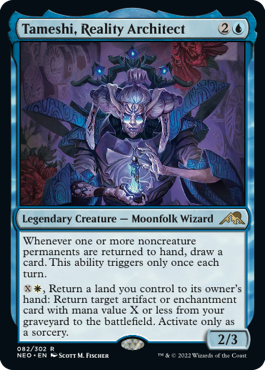 Tameshi, Reality Architect 2
Legendary Creature — Moonfolk Wizard
Whenever one or more noncreature
permanents are returned to hand, draw a
card. This ability triggers only once each
turn.
X, Return a land you control to its owner's
hand: Return target artifact or enchantment
card with mana value X or less from your
graveyard to the battlefield. Activate only as
a sorcery.
2/3
082/302 R
NEO • EN SCOTT M. FISCHER
™ & © 2022 Wizards of the Coast